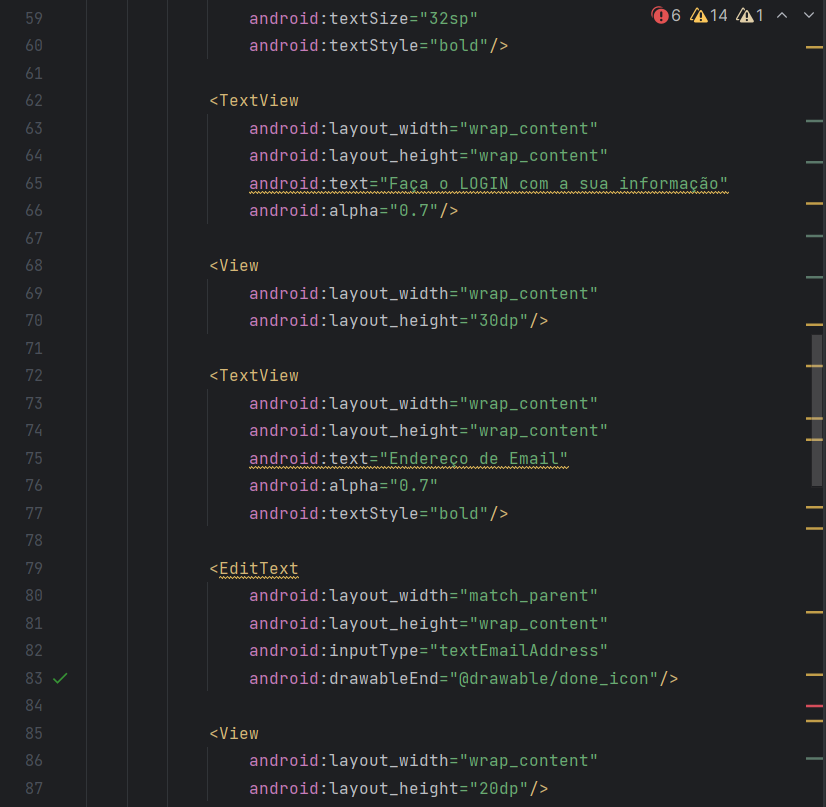 6 14 1
59 android:textSize="32sp"
60 android:textStyle="bold"/>
61
62 <TextView
63 android:layout_width="wrap_content"
64 android:layout_height="wrap_content"
65 android:text="Faça o LOGIN com a sua informação"
66 android:alpha="0.7"/>
67
68 <View
69 android:layout_width="wrap_content"
70 android:layout_height="30dp"/>
71
72 <TextView
73 android:layout_width="wrap_content"
74 android:layout_height="wrap_content"
75 android:text="Endereço de Email"
76 android:alpha="0.7"
77 android:textStyle="bold"/>
78
79 <EditText
80 android:layout_width="match_parent"
81 android:layout_height="wrap_content"
82 android:inputType="textEmailAddress"
83 android:drawableEnd="@drawable/done_icon"/>
84
85 <View
86 android:layout_width="wrap_content"
87 android:layout_height="20dp"/>